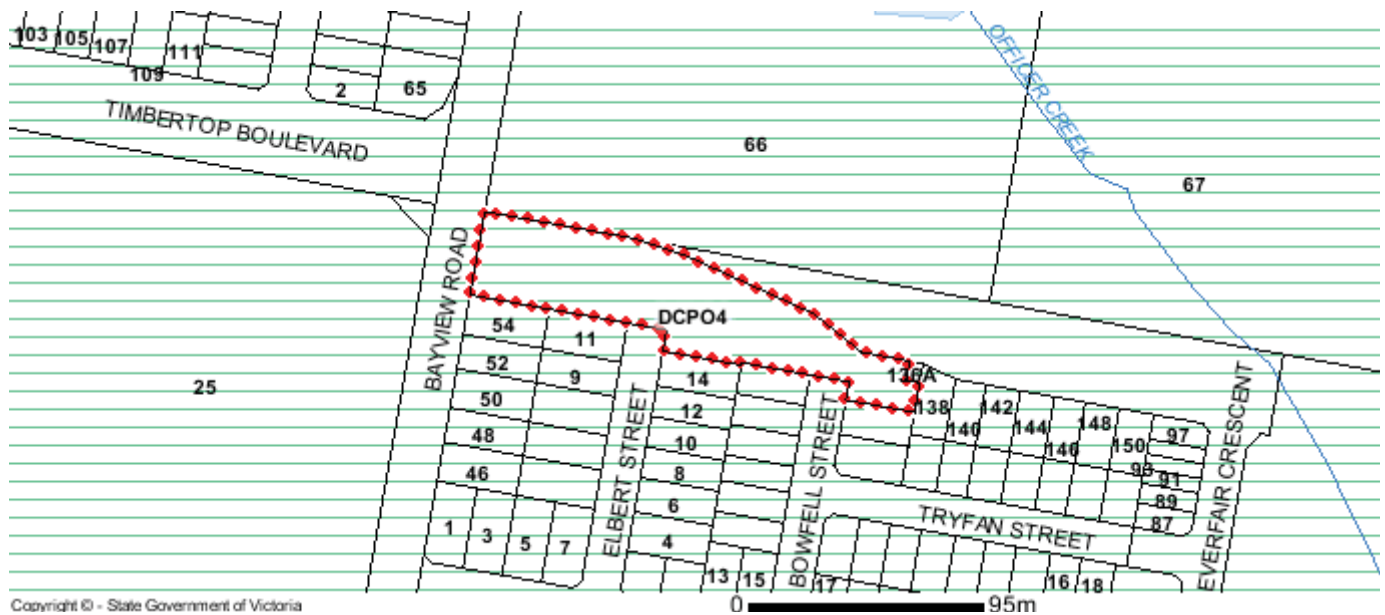 103 105 107 111
109
2 65
TIMBERTOP BOULEVARD
OFFICER CREEK
66
67
BAYVIEW ROAD
DCPO4
25
54 11
52 9
50
48
46
1 3 5 7
ELBERT STREET
14
12
10
8
6
4
13 15
BOWFELL STREET
17
136A
138 140 142 144 146 148 150
97
93
91
89
87
TRYFAN STREET
16 18
EVERFAIR CRESCENT
Copyright © - State Government of Victoria
0 95m